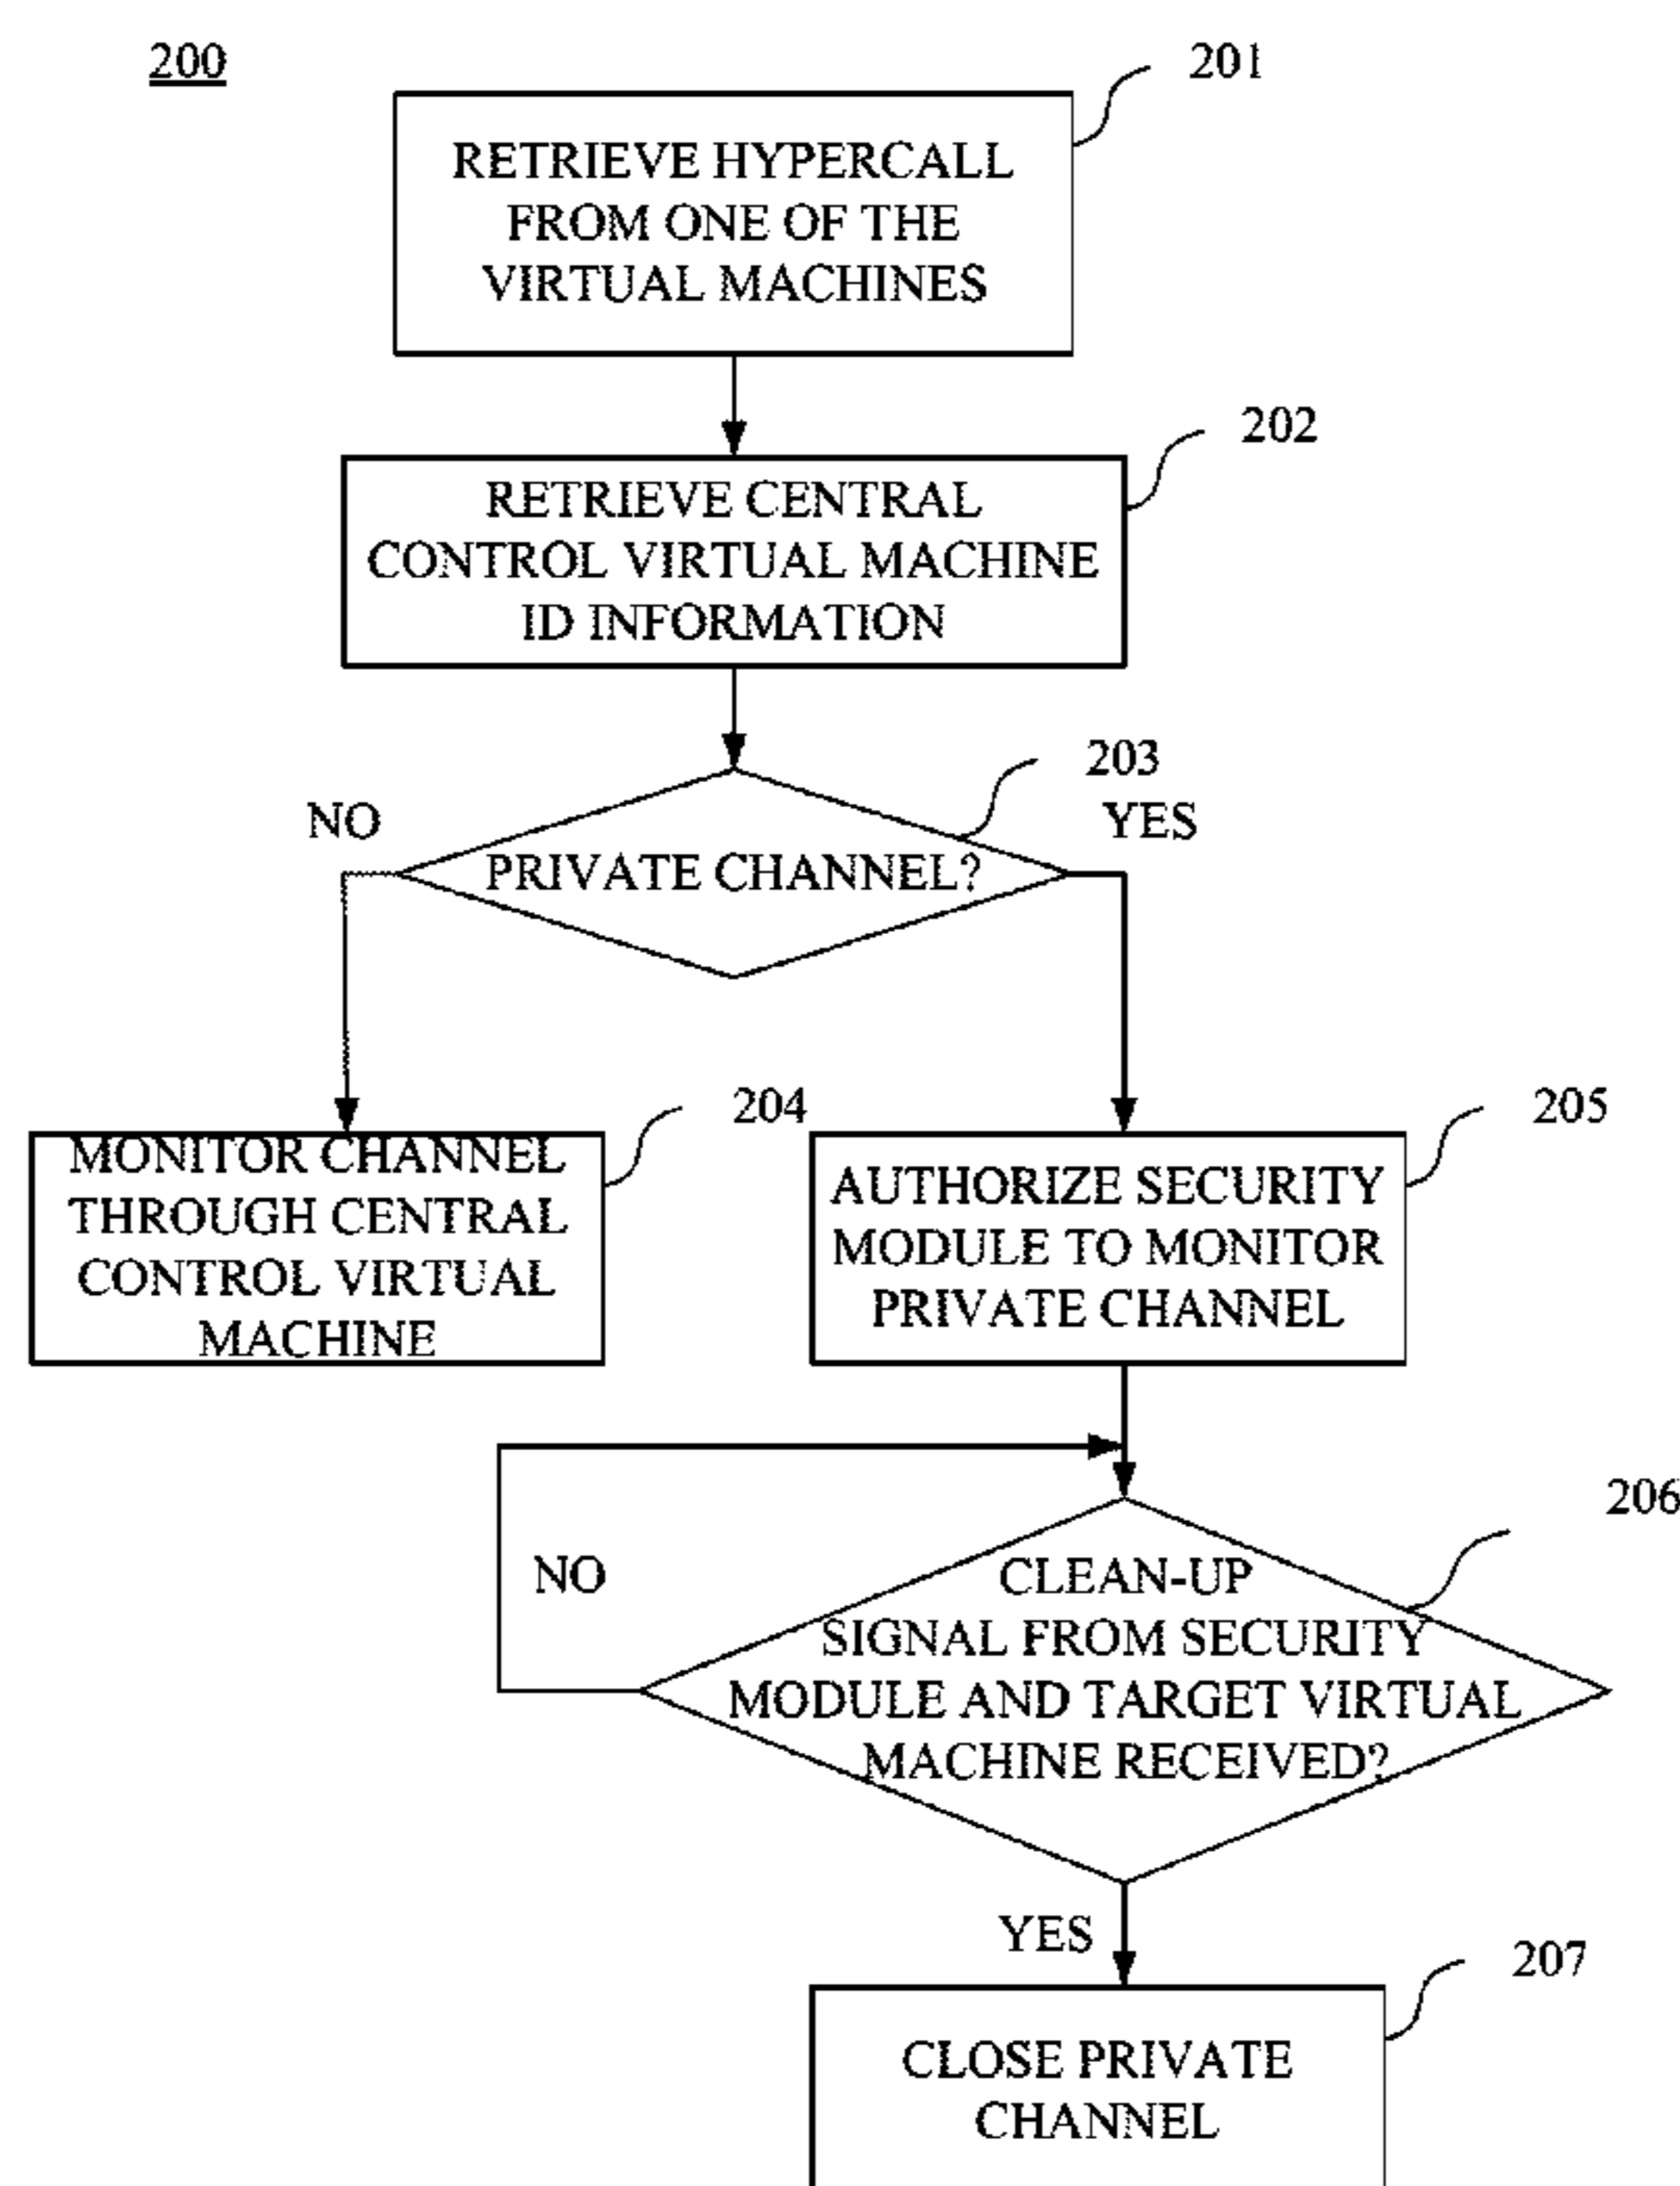 200
201
RETRIEVE HYPERCALL
FROM ONE OF THE
VIRTUAL MACHINES
202
RETRIEVE CENTRAL
CONTROL VIRTUAL MACHINE
ID INFORMATION
203
NO
YES
PRIVATE CHANNEL?
204
MONITOR CHANNEL
THROUGH CENTRAL
CONTROL VIRTUAL
MACHINE
205
AUTHORIZE SECURITY
MODULE TO MONITOR
PRIVATE CHANNEL
206
NO
CLEAN-UP
SIGNAL FROM SECURITY
MODULE AND TARGET VIRTUAL
MACHINE RECEIVED?
YES
207
CLOSE PRIVATE
CHANNEL